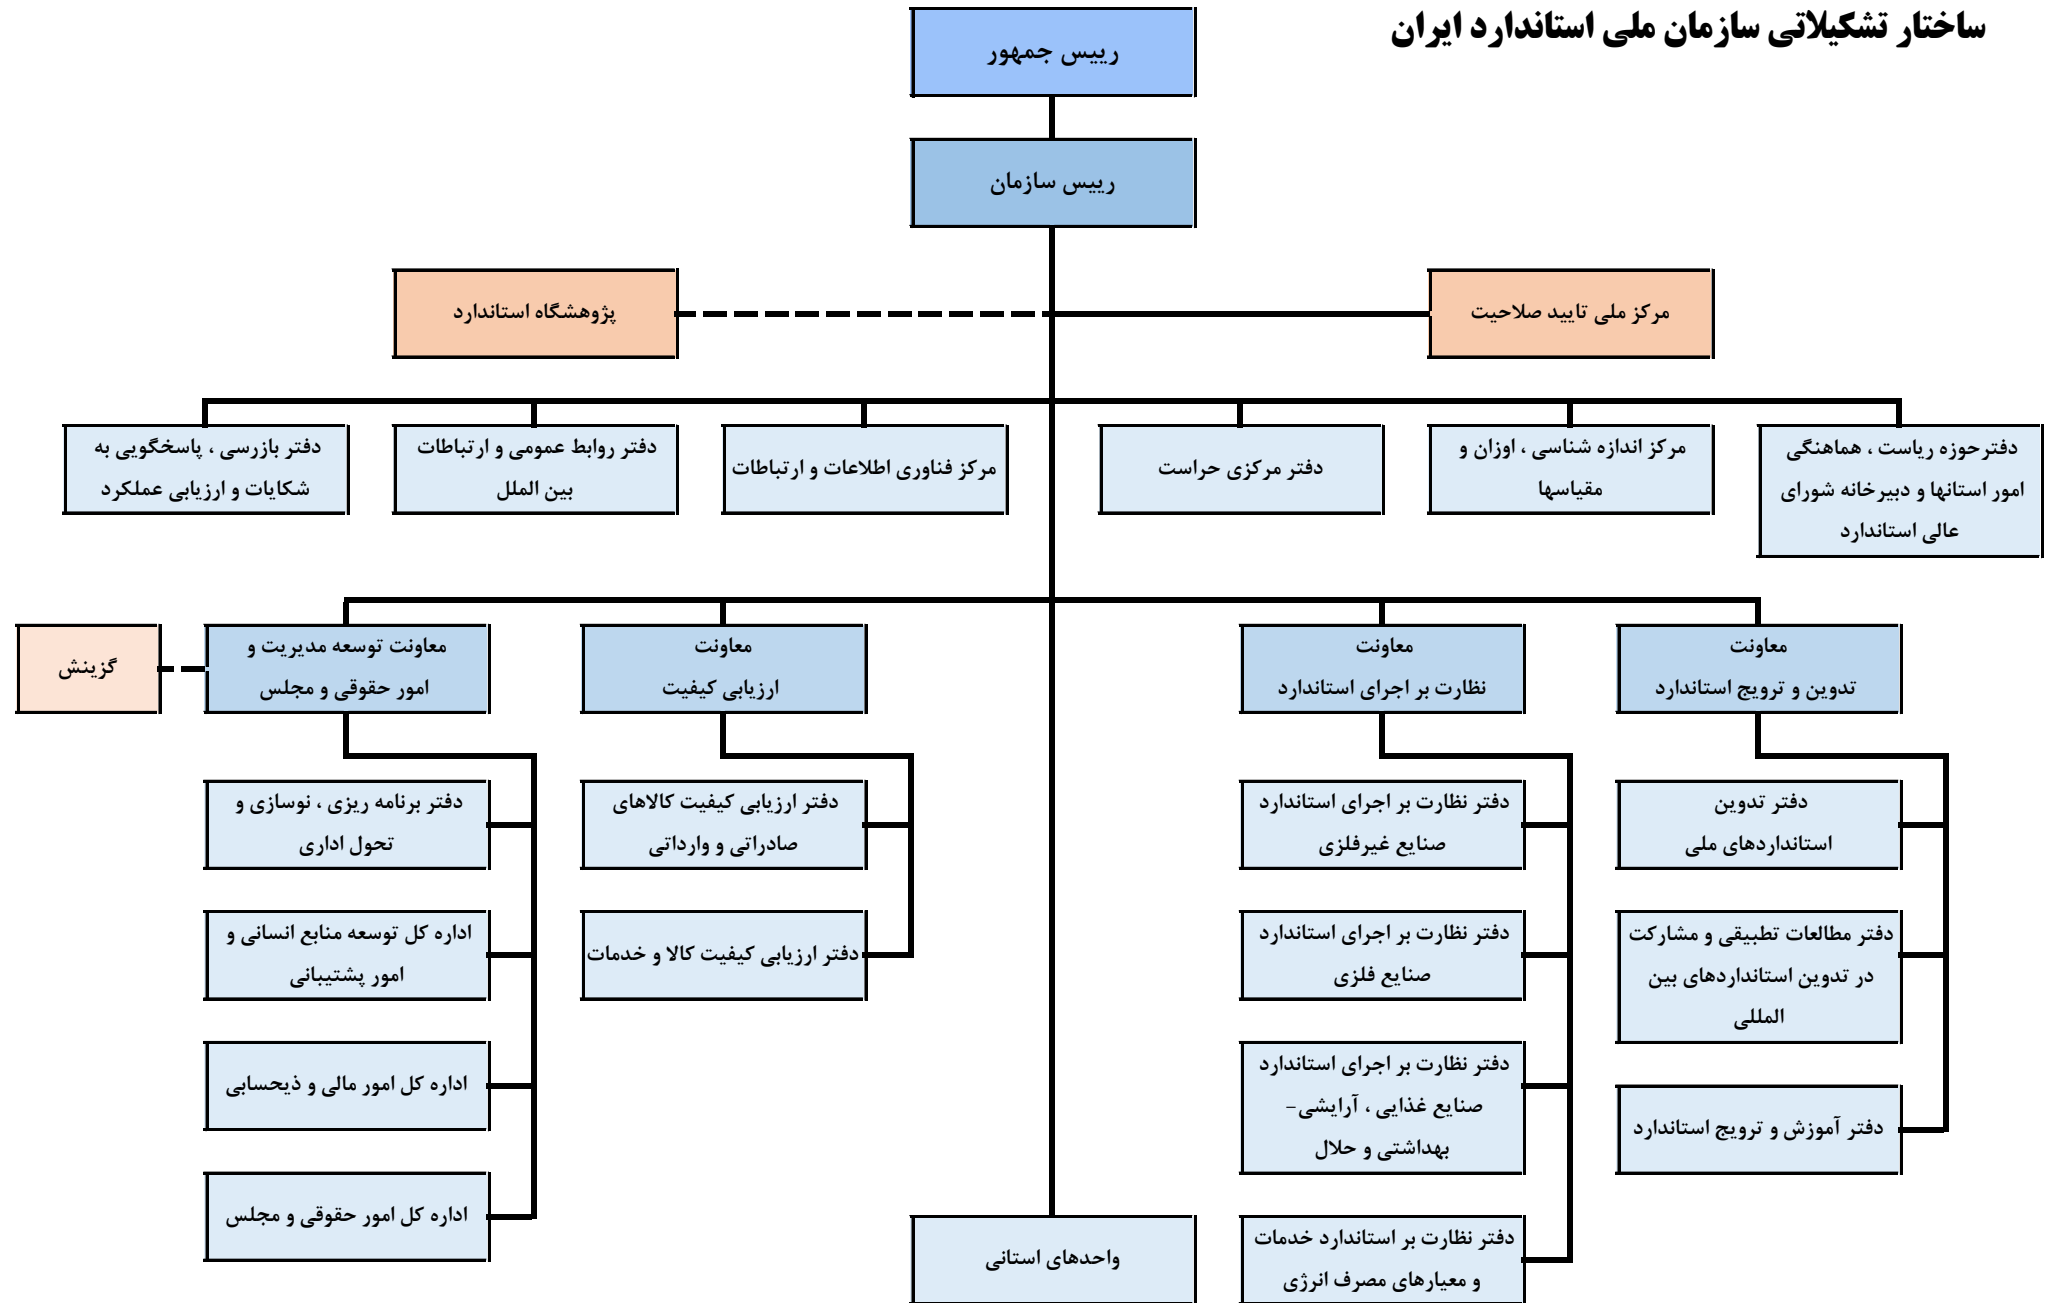 ساختار تشکیلاتی سازمان ملی استاندارد ایران
رییس جمهور
رییس سازمان
مرکز ملی تایید صلاحیت
پژوهشگاه استاندارد
دفترحوزه ریاست ، هماهنگی
امور استانها و دبیرخانه شورای
عالی استاندارد
مرکز اندازه شناسی ، اوزان و
مقیاسها
دفتر مرکزی حراست
مرکز فناوری اطلاعات و ارتباطات
دفتر روابط عمومی و ارتباطات
بین الملل
دفتر بازرسی ، پاسخگویی به
شکایات و ارزیابی عملکرد
معاونت
تدوین و ترویج استاندارد
معاونت
نظارت بر اجرای استاندارد
معاونت
ارزیابی کیفیت
معاونت توسعه مدیریت و
امور حقوقی و مجلس
گزینش
دفتر تدوین
استانداردهای ملی
دفتر مطالعات تطبیقی و مشارکت
در تدوین استانداردهای بین
المللی
دفتر آموزش و ترویج استاندارد
دفتر نظارت بر اجرای استاندارد
صنایع غیرفلزی
دفتر نظارت بر اجرای استاندارد
صنایع فلزی
دفتر نظارت بر اجرای استاندارد
صنایع غذایی ، آرایشی-
بهداشتی و حلال
دفتر نظارت بر استاندارد خدمات
و معیارهای مصرف انرژی
دفتر ارزیابی کیفیت کالاهای
صادراتی و وارداتی
دفتر ارزیابی کیفیت کالا و خدمات
دفتر برنامه ریزی ، نوسازی و
تحول اداری
اداره کل توسعه منابع انسانی و
امور پشتیبانی
اداره کل امور مالی و ذیحسابی
اداره کل امور حقوقی و مجلس
واحدهای استانی